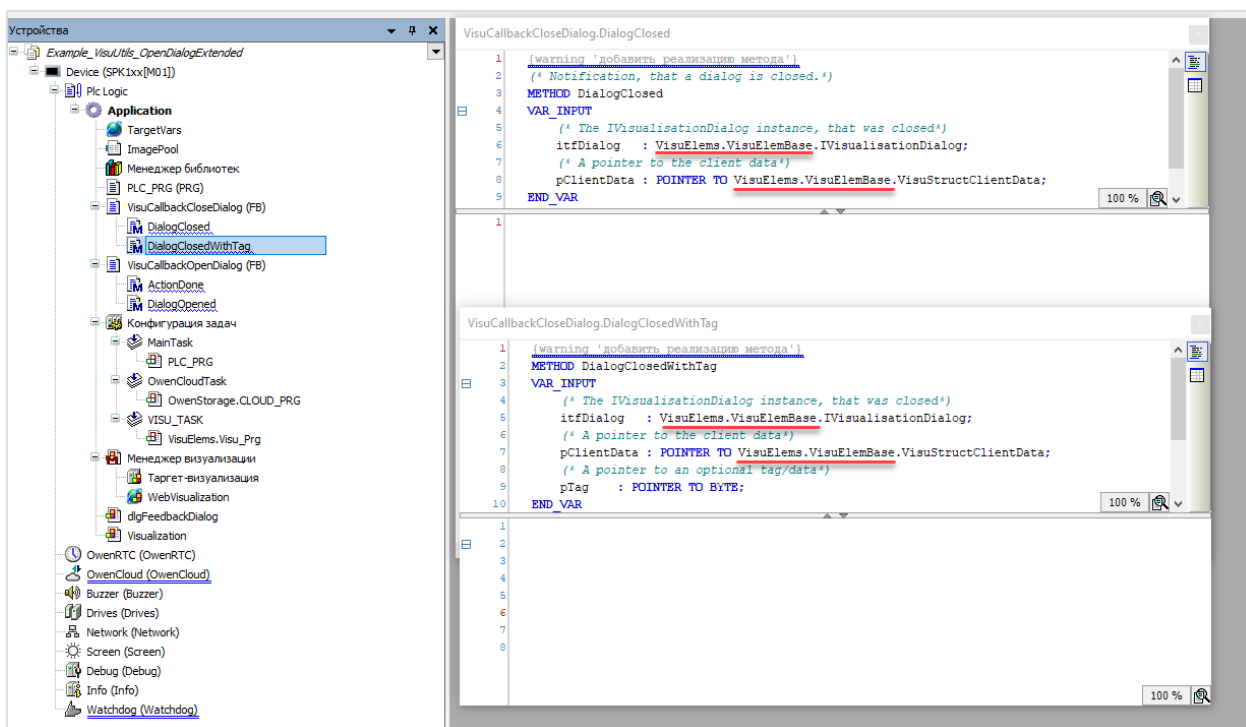 Устройства
Example_VisuUtils_OpenDialogExtended
Device (SPK1xx[M01])
Plc Logic
Application
TargetVars
ImagePool
Менеджер библиотек
PLC_PRG (PRG)
VisuCallbackCloseDialog (FB)
DialogClosed
DialogClosedWithTag
VisuCallbackOpenDialog (FB)
ActionDone
DialogOpened
Конфигурация задач
MainTask
PLC_PRG
OwenCloudTask
OwenStorage.CLOUD_PRG
VISU_TASK
VisuElems.Visu_Prg
Менеджер визуализации
Таргет-визуализация
WebVisualization
dlgFeedbackDialog
Visualization
OwenRTC (OwenRTC)
OwenCloud (OwenCloud)
Buzzer (Buzzer)
Drives (Drives)
Network (Network)
Screen (Screen)
Debug (Debug)
Info (Info)
Watchdog (Watchdog)
VisuCallbackCloseDialog.DialogClosed
1 {warning 'добавить реализацию метода'}
2 (* Notification, that a dialog is closed.*)
3 METHOD DialogClosed
4 VAR_INPUT
5 (* The IVisualisationDialog instance, that was closed*)
6 itfDialog : VisuElems.VisuElemBase.IVisualisationDialog;
7 (* A pointer to the client data*)
8 pClientData : POINTER TO VisuElems.VisuElemBase.VisuStructClientData;
9 END_VAR
100 %
1
VisuCallbackCloseDialog.DialogClosedWithTag
1 {warning 'добавить реализацию метода'}
2 METHOD DialogClosedWithTag
3 VAR_INPUT
4 (* The IVisualisationDialog instance, that was closed*)
5 itfDialog : VisuElems.VisuElemBase.IVisualisationDialog;
6 (* A pointer to the client data*)
7 pClientData : POINTER TO VisuElems.VisuElemBase.VisuStructClientData;
8 (* A pointer to an optional tag/data*)
9 pTag : POINTER TO BYTE;
10 END_VAR
100 %
1
2
3
4
5
6
7
8
100 %